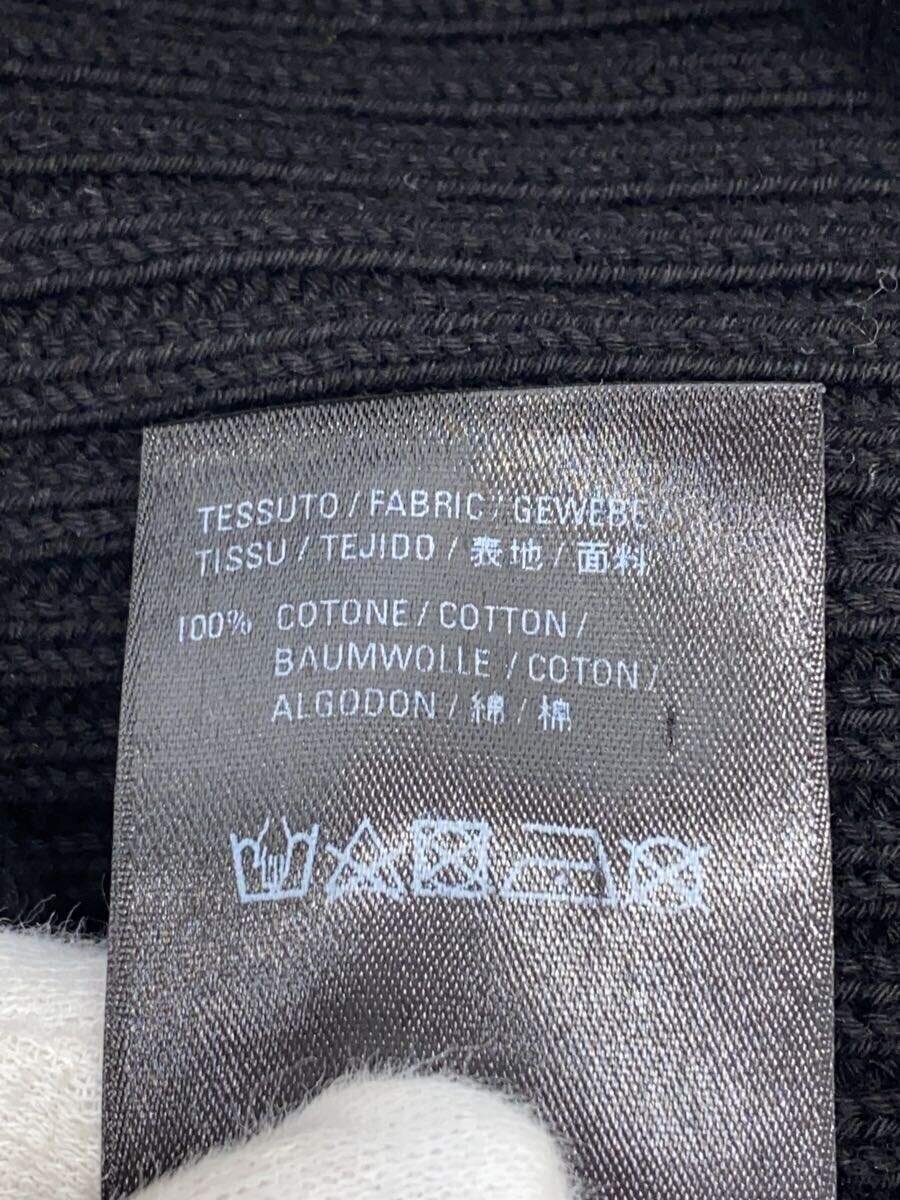 TESSUTO / FABRIC / GEWEBE /
TISSU / TEJIDO / 表地 / 面料
100% COTONE / COTTON /
BAUMWOLLE / COTON /
ALGODON / 綿 / 棉